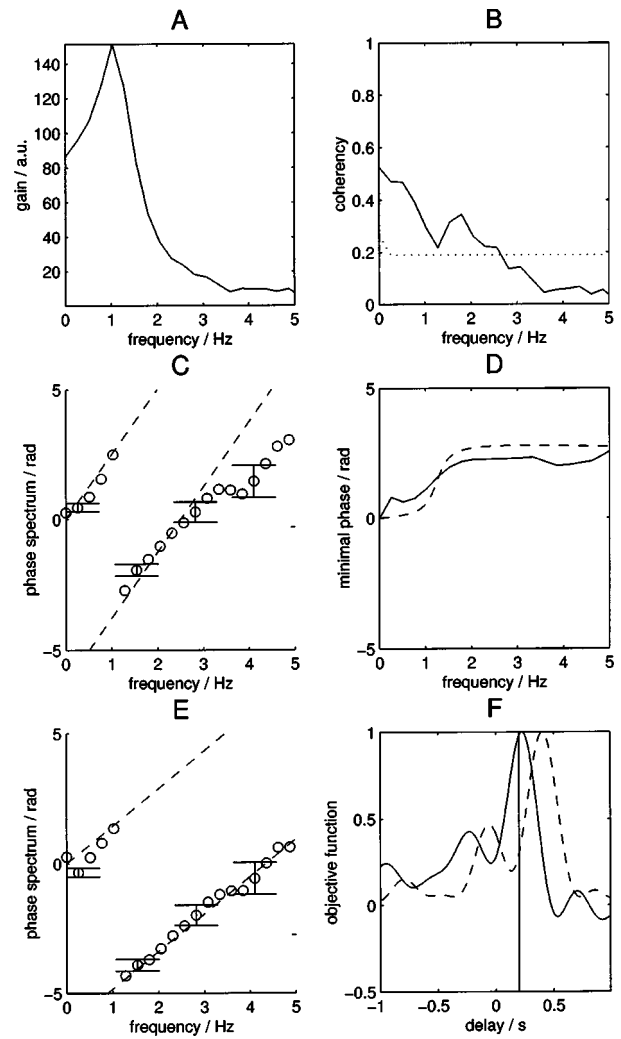 A
gain / a.u.
140
120
100
80
60
40
20
0 1 2 3 4 5
frequency / Hz
B
coherency
1
0.8
0.6
0.4
0.2
0
0 1 2 3 4 5
frequency / Hz
C
phase spectrum / rad
5
0
−5
0 1 2 3 4 5
frequency / Hz
D
minimal phase / rad
5
0
−5
0 1 2 3 4 5
frequency / Hz
E
phase spectrum / rad
5
0
−5
0 1 2 3 4 5
frequency / Hz
F
objective function
1
0.5
0
−0.5
−1 −0.5 0 0.5
delay / s